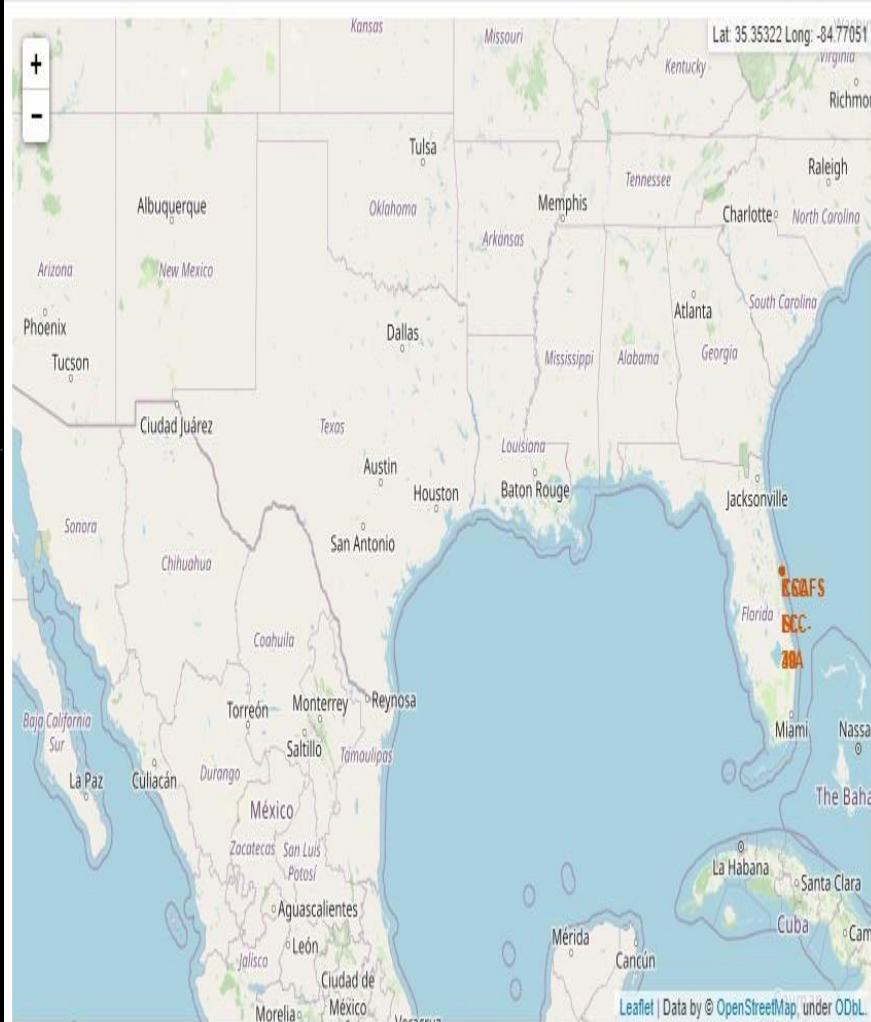 Kansas
Missouri
Lat: 35.35322 Long: -84.77051
+
Kentucky
Virginia
-
Richmo
Tulsa
Raleigh
Tennessee
Albuquerque
Oklahoma
Memphis
Charlotte
North Carolina
Arkansas
Arizona
New Mexico
South Carolina
Phoenix
Atlanta
Dallas
Tucson
Mississippi
Alabama
Georgia
Ciudad Juárez
Texas
Louisiana
Austin
Houston
Baton Rouge
Jacksonville
Sonora
San Antonio
Chihuahua
Florida
Coahuila
Torreón
Monterrey
Reynosa
Baja California
Sur
Miami
Nassa
Saltillo
Tamaulipas
La Paz
Culiacán
Durango
The Baha
México
Zacatecas
San Luis
Potosí
La Habana
Santa Clara
Aguascalientes
Cuba
Cam
León
Mérida
Jalisco
Cancún
Ciudad de
México
Morelia
Veracruz
Leaflet | Data by © OpenStreetMap, under ODbL.